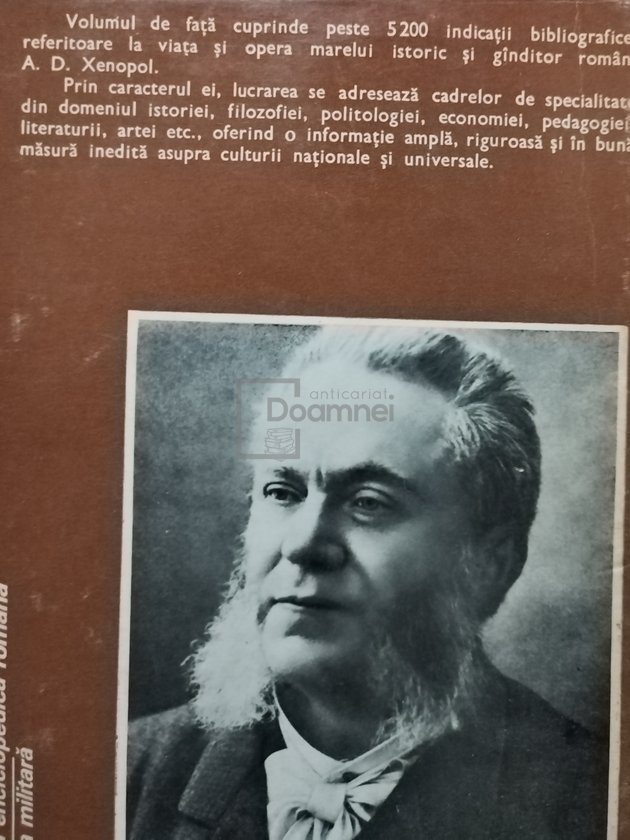 Volumul de față cuprinde peste 5200 indicații bibliografice
referitoare la viața și opera marelui istoric și gînditor român
A. D. Xenopol.
Prin caracterul ei, lucrarea se adresează cadrelor de specialitate
din domeniul istoriei, filozofiei, politologiei, economiei, pedagogiei,
literaturii, artei etc., oferind o informație amplă, riguroasă și în bună
măsură inedită asupra culturii naționale și universale.
anticariat
Doamnei
enciclopedică română
militară